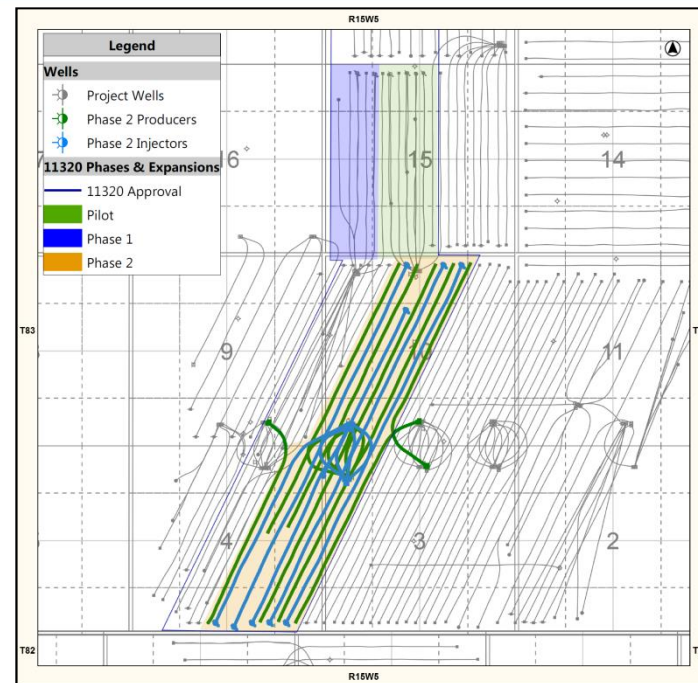 R15W5
Legend
Wells
Project Wells
Phase 2 Producers
Phase 2 Injectors
11320 Phases & Expansions
11320 Approval
Pilot
Phase 1
Phase 2
16
15
14
T83
9
10
11
4
3
2
T82
R15W5